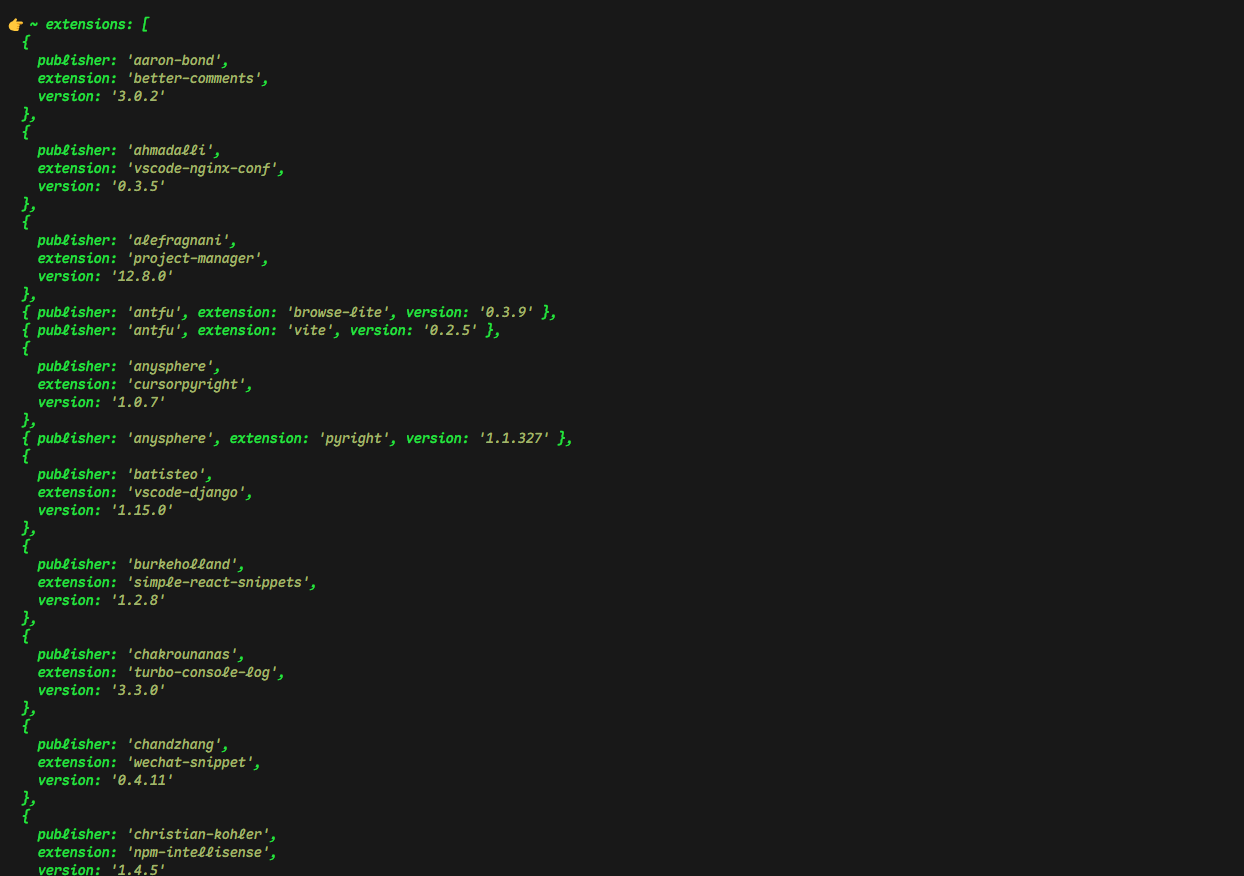 👉 ~ extensions: [
  {
    publisher: 'aaron-bond',
    extension: 'better-comments',
    version: '3.0.2'
  },
  {
    publisher: 'ahmadalli',
    extension: 'vscode-nginx-conf',
    version: '0.3.5'
  },
  {
    publisher: 'alefragnani',
    extension: 'project-manager',
    version: '12.8.0'
  },
  { publisher: 'antfu', extension: 'browse-lite', version: '0.3.9' },
  { publisher: 'antfu', extension: 'vite', version: '0.2.5' },
  {
    publisher: 'anysphere',
    extension: 'cursorpyright',
    version: '1.0.7'
  },
  { publisher: 'anysphere', extension: 'pyright', version: '1.1.327' },
  {
    publisher: 'batisteo',
    extension: 'vscode-django',
    version: '1.15.0'
  },
  {
    publisher: 'burkeholland',
    extension: 'simple-react-snippets',
    version: '1.2.8'
  },
  {
    publisher: 'chakrounanas',
    extension: 'turbo-console-log',
    version: '3.3.0'
  },
  {
    publisher: 'chandzhang',
    extension: 'wechat-snippet',
    version: '0.4.11'
  },
  {
    publisher: 'christian-kohler',
    extension: 'npm-intellisense',
    version: '1.4.5'